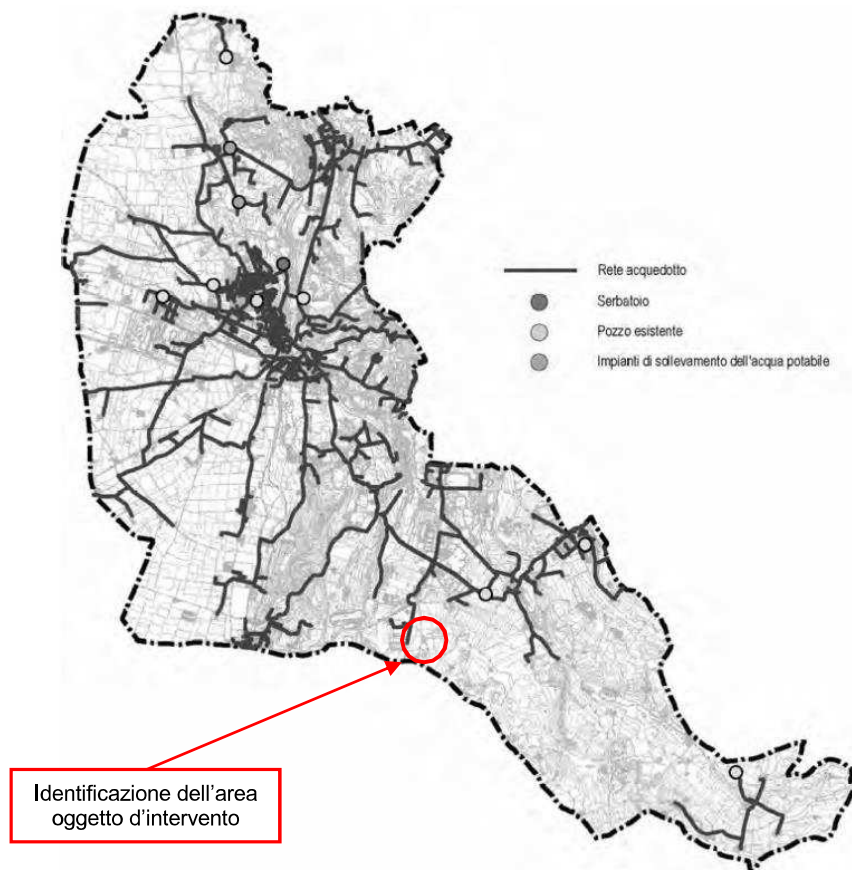 Rete acquedotto
Serbatoio
Pozzo esistente
Impianti di sollevamento dell'acqua potabile
Identificazione dell'area
oggetto d'intervento